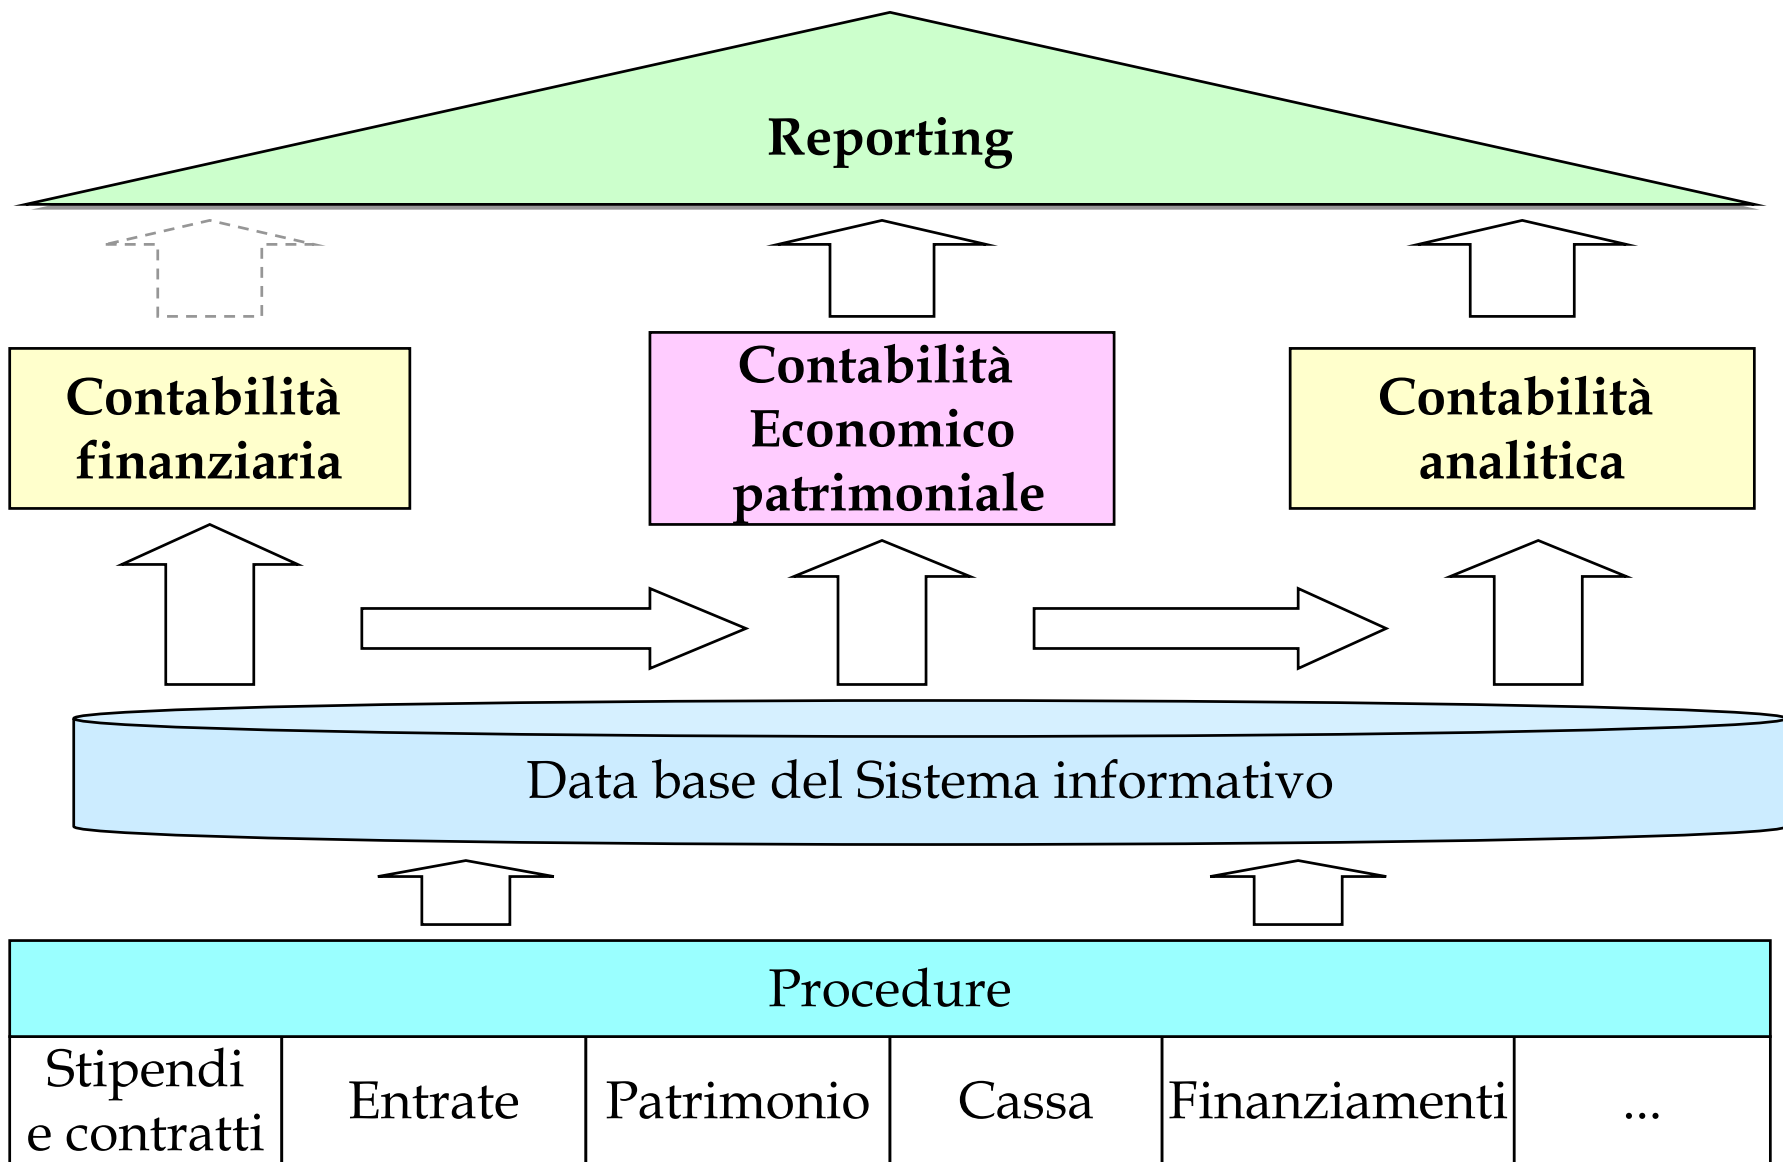 Reporting
Contabilità
finanziaria
Contabilità
Economico
patrimoniale
Contabilità
analitica
Data base del Sistema informativo
Procedure
Stipendi
e contratti
Entrate
Patrimonio
Cassa
Finanziamenti
...